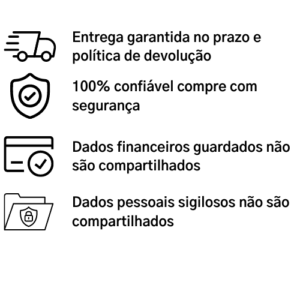 Entrega garantida no prazo e
política de devolução
100% confiável compre com
segurança
Dados financeiros guardados não
são compartilhados
Dados pessoais sigilosos não são
compartilhados